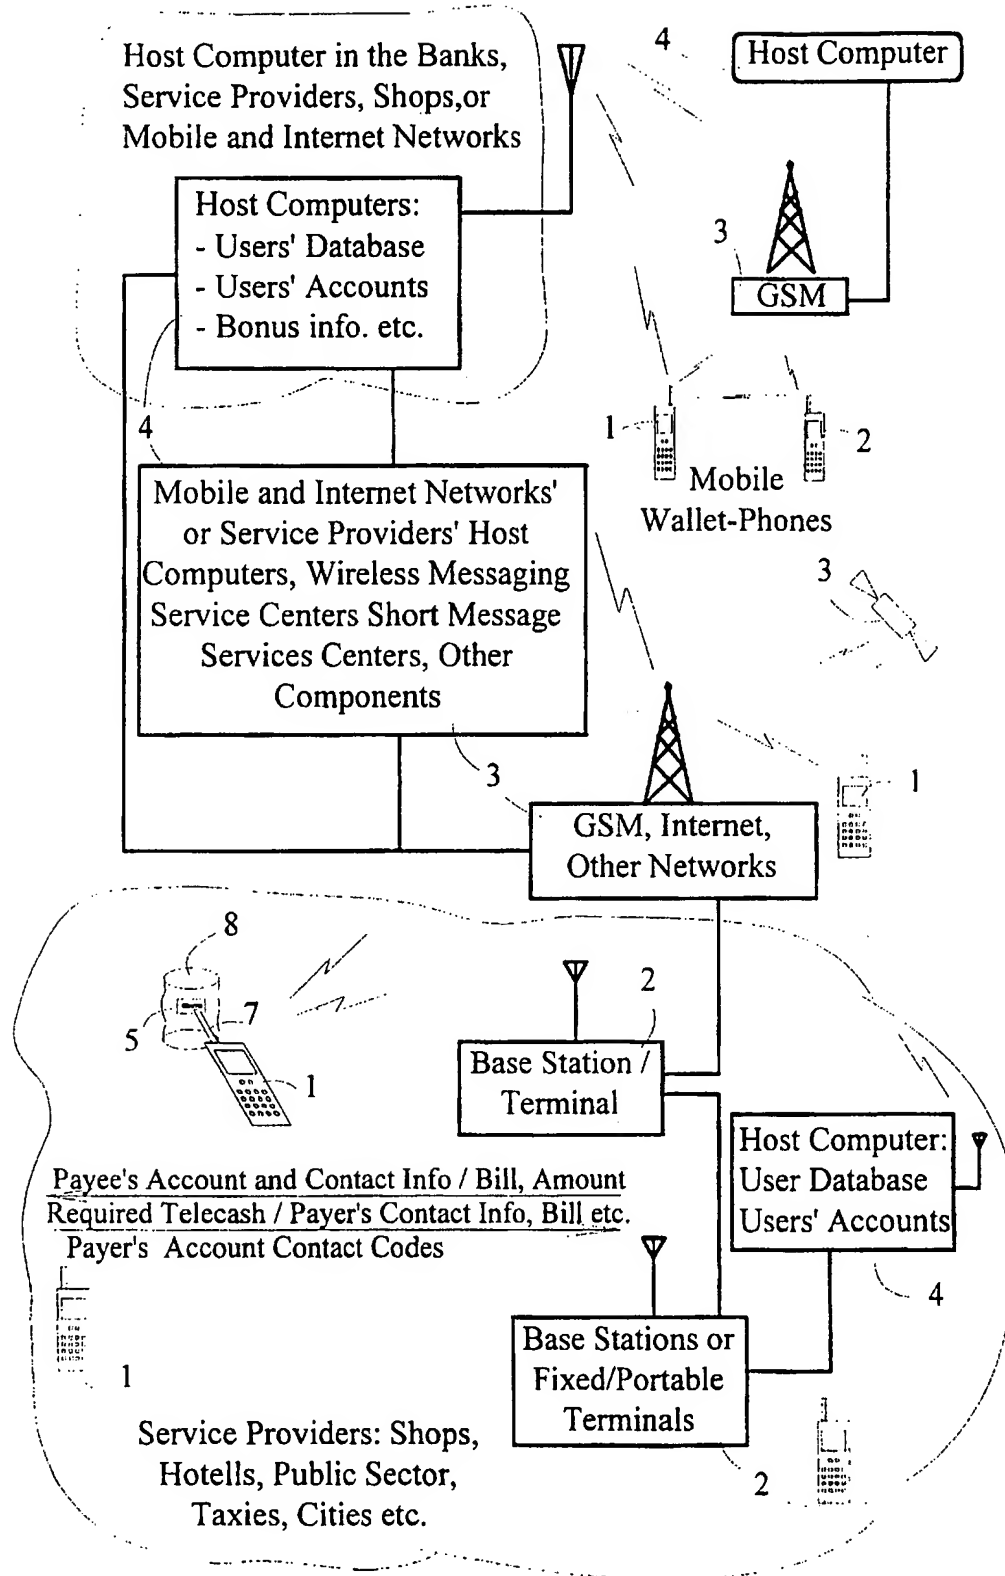 Host Computer in the Banks,
Service Providers, Shops,or
Mobile and Internet Networks
4
Host Computer
Host Computers:
- Users' Database
- Users' Accounts
- Bonus info. etc.
3
GSM
4
1
2
Mobile
Wallet-Phones
Mobile and Internet Networks'
or Service Providers' Host
Computers, Wireless Messaging
Service Centers Short Message
Services Centers, Other
Components
3
3
1
GSM, Internet,
Other Networks
8
5
7
1
2
Base Station /
Terminal
Host Computer:
User Database
Users' Accounts
4
Payee's Account and Contact Info / Bill, Amount
Required Telecash / Payer's Contact Info, Bill etc.
Payer's Account Contact Codes
1
Base Stations or
Fixed/Portable
Terminals
2
Service Providers: Shops,
Hotells, Public Sector,
Taxies, Cities etc.